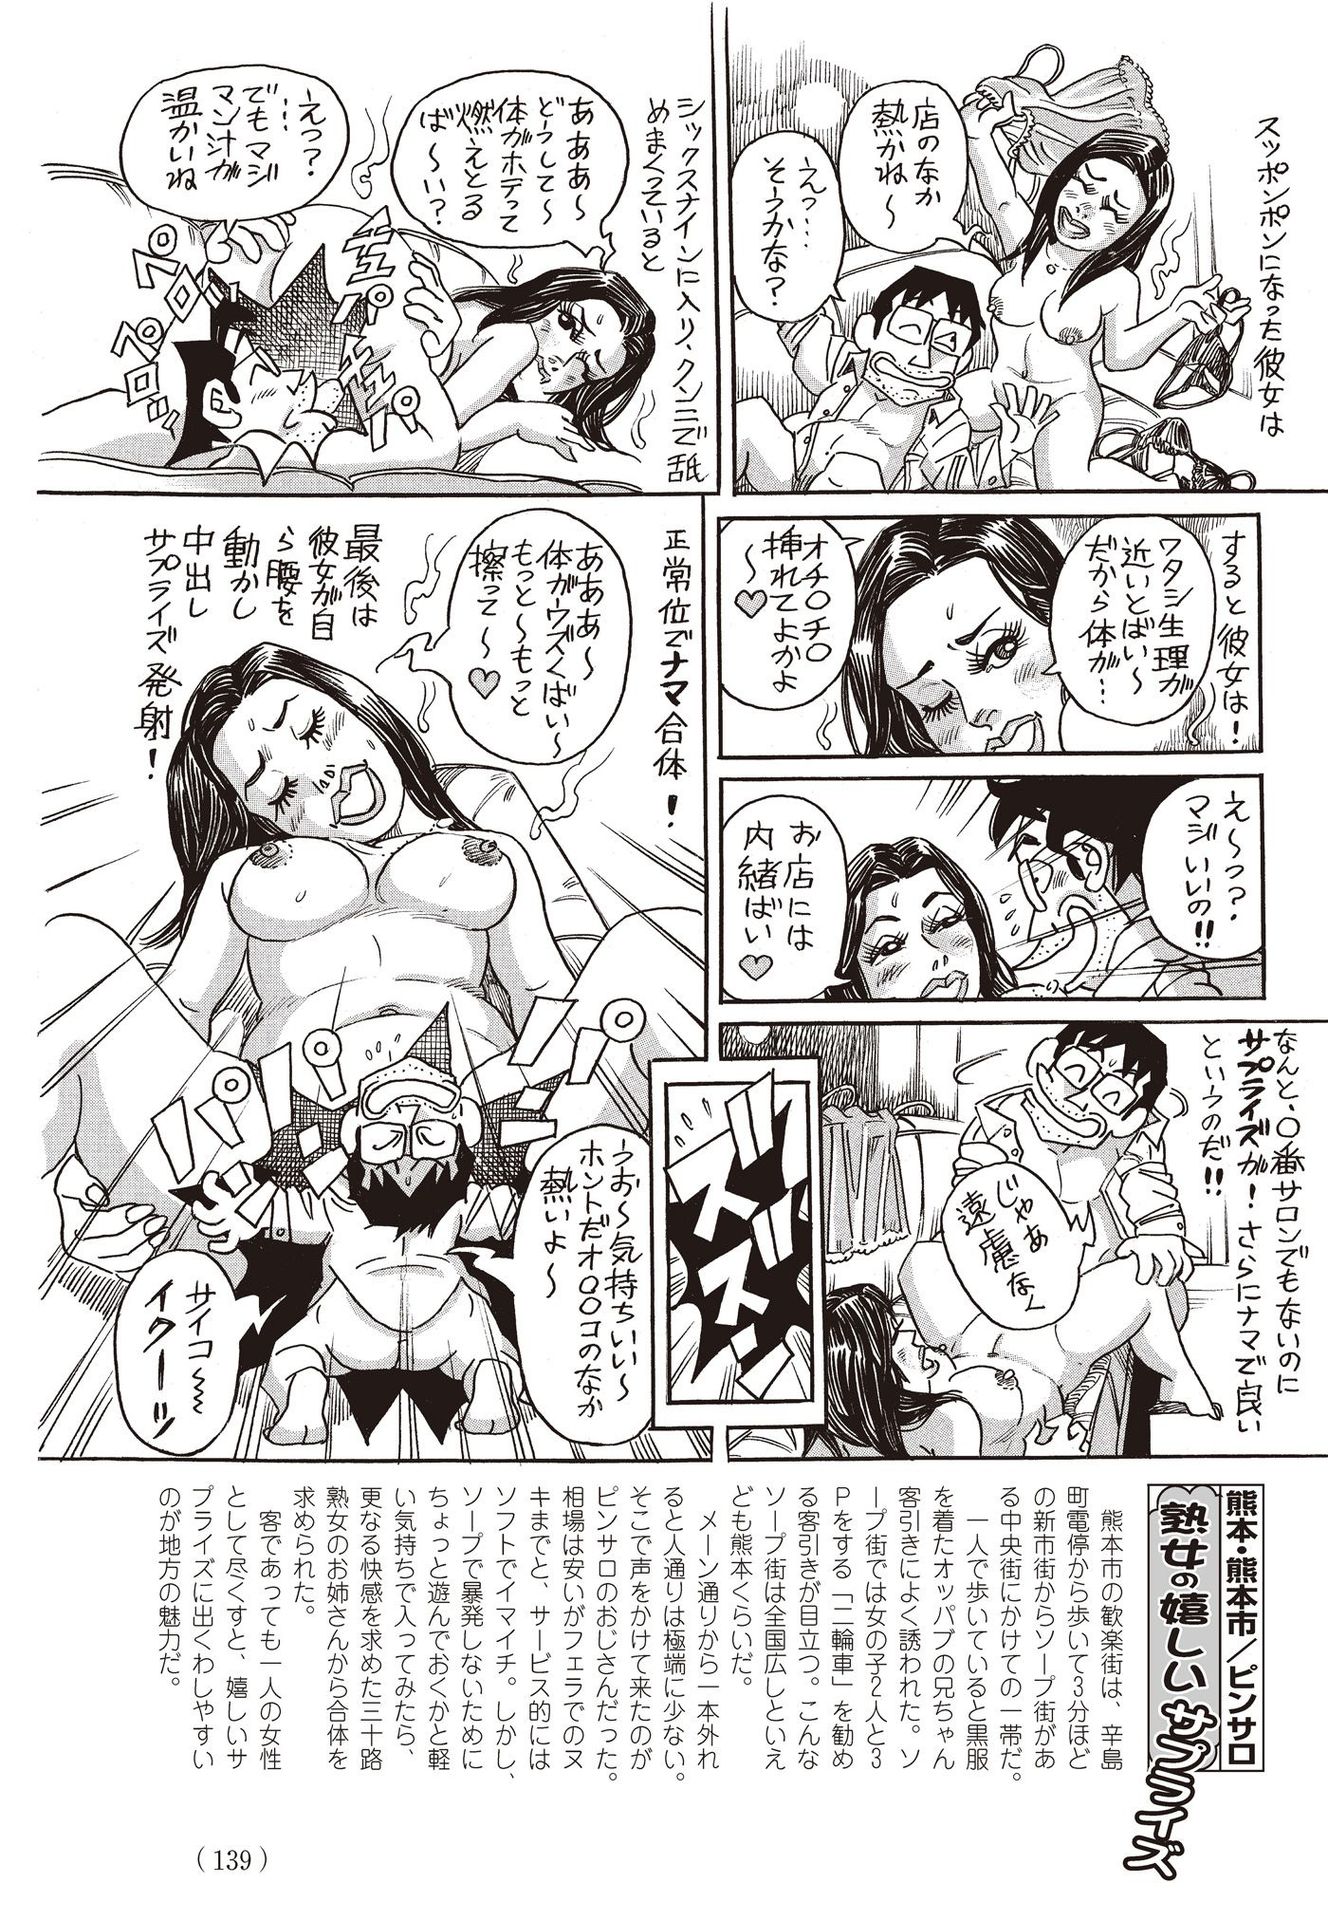 スッポンポンになった彼女は
店のなか
熱かね〜
えっ…
そうかな?
シックスナインに入り、クンニで舐
めまくっていると
あああ〜
どうして〜
体がホテって
燃えとる
ば〜い?
えっ?
…
でもマジ
マン汁が
温かいね
ペロペロッ
すると彼女は!
ワタシ生理が
近いとばい〜
だから体が…
オチ○チ○
挿れてよかよ
〜♥
え〜っ?
マジいいの!!
お店には
内緒ばい
♥
なんと、○番サロンでもないのに
サプライズが!さらにナマで良い
というのだ!!
じゃあ
遠慮なく
ズズン
正常位でナマ合体!
あああ〜
体がウズくばい〜
もっと〜もっと
擦って〜♥
最後は
彼女が自
ら腰を
動かし
中出し
サプライズ発射!
うお〜気持ちいい〜
ホントだオ○○コのなか
熱いよ〜
サイコ〜
イクーッ
熊本・熊本市/ピンサロ
熟女の嬉しいサプライズ
熊本市の歓楽街は、辛島
町電停から歩いて3分ほど
の新市街からソープ街があ
る中央街にかけての一帯だ。
一人で歩いていると黒服
を着たオッパブの兄ちゃん
客引きによく誘われた。ソ
ープ街では女の子2人と3
Pをする「二輪車」を勧め
る客引きが目立つ。こんな
ソープ街は全国広しといえ
ども熊本くらいだ。
メーン通りから一本外れ
ると人通りは極端に少ない。
そこで声をかけて来たのが
ピンサロのおじさんだった。
相場は安いがフェラでのヌ
キまでと、サービス的には
ソフトでイマイチ。しかし、
ソープで暴発しないために
ちょっと遊んでおくかと軽
い気持ちで入ってみたら、
更なる快感を求めた三十路
熟女のお姉さんから合体を
求められた。
客であっても一人の女性
として尽くすと、嬉しいサ
プライズに出くわしやすい
のが地方の魅力だ。
(139)